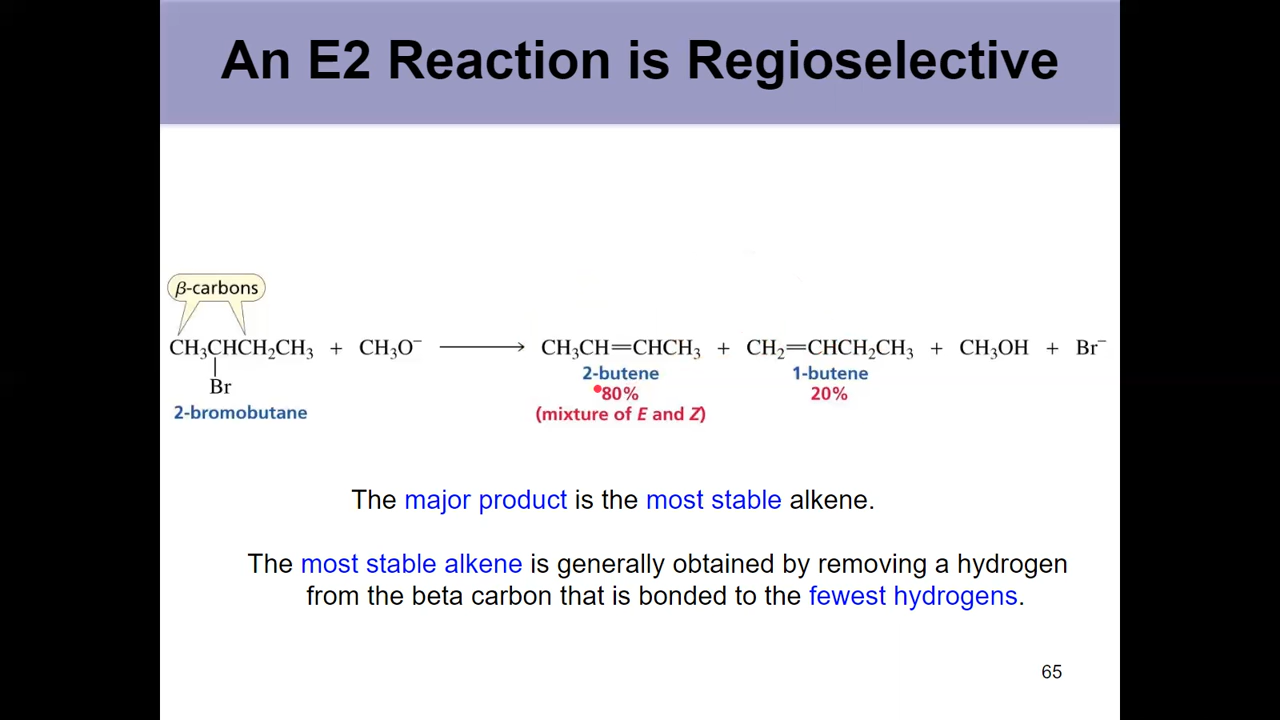 An E2 Reaction is Regioselective
β-carbons
CH₃CHCH₂CH₃ + CH₃O⁻ ⟶ CH₃CH=CHCH₃ + CH₂=CHCH₂CH₃ + CH₃OH + Br⁻
Br
2-bromobutane
2-butene
80%
(mixture of E and Z)
1-butene
20%
The major product is the most stable alkene.
The most stable alkene is generally obtained by removing a hydrogen
from the beta carbon that is bonded to the fewest hydrogens.
65